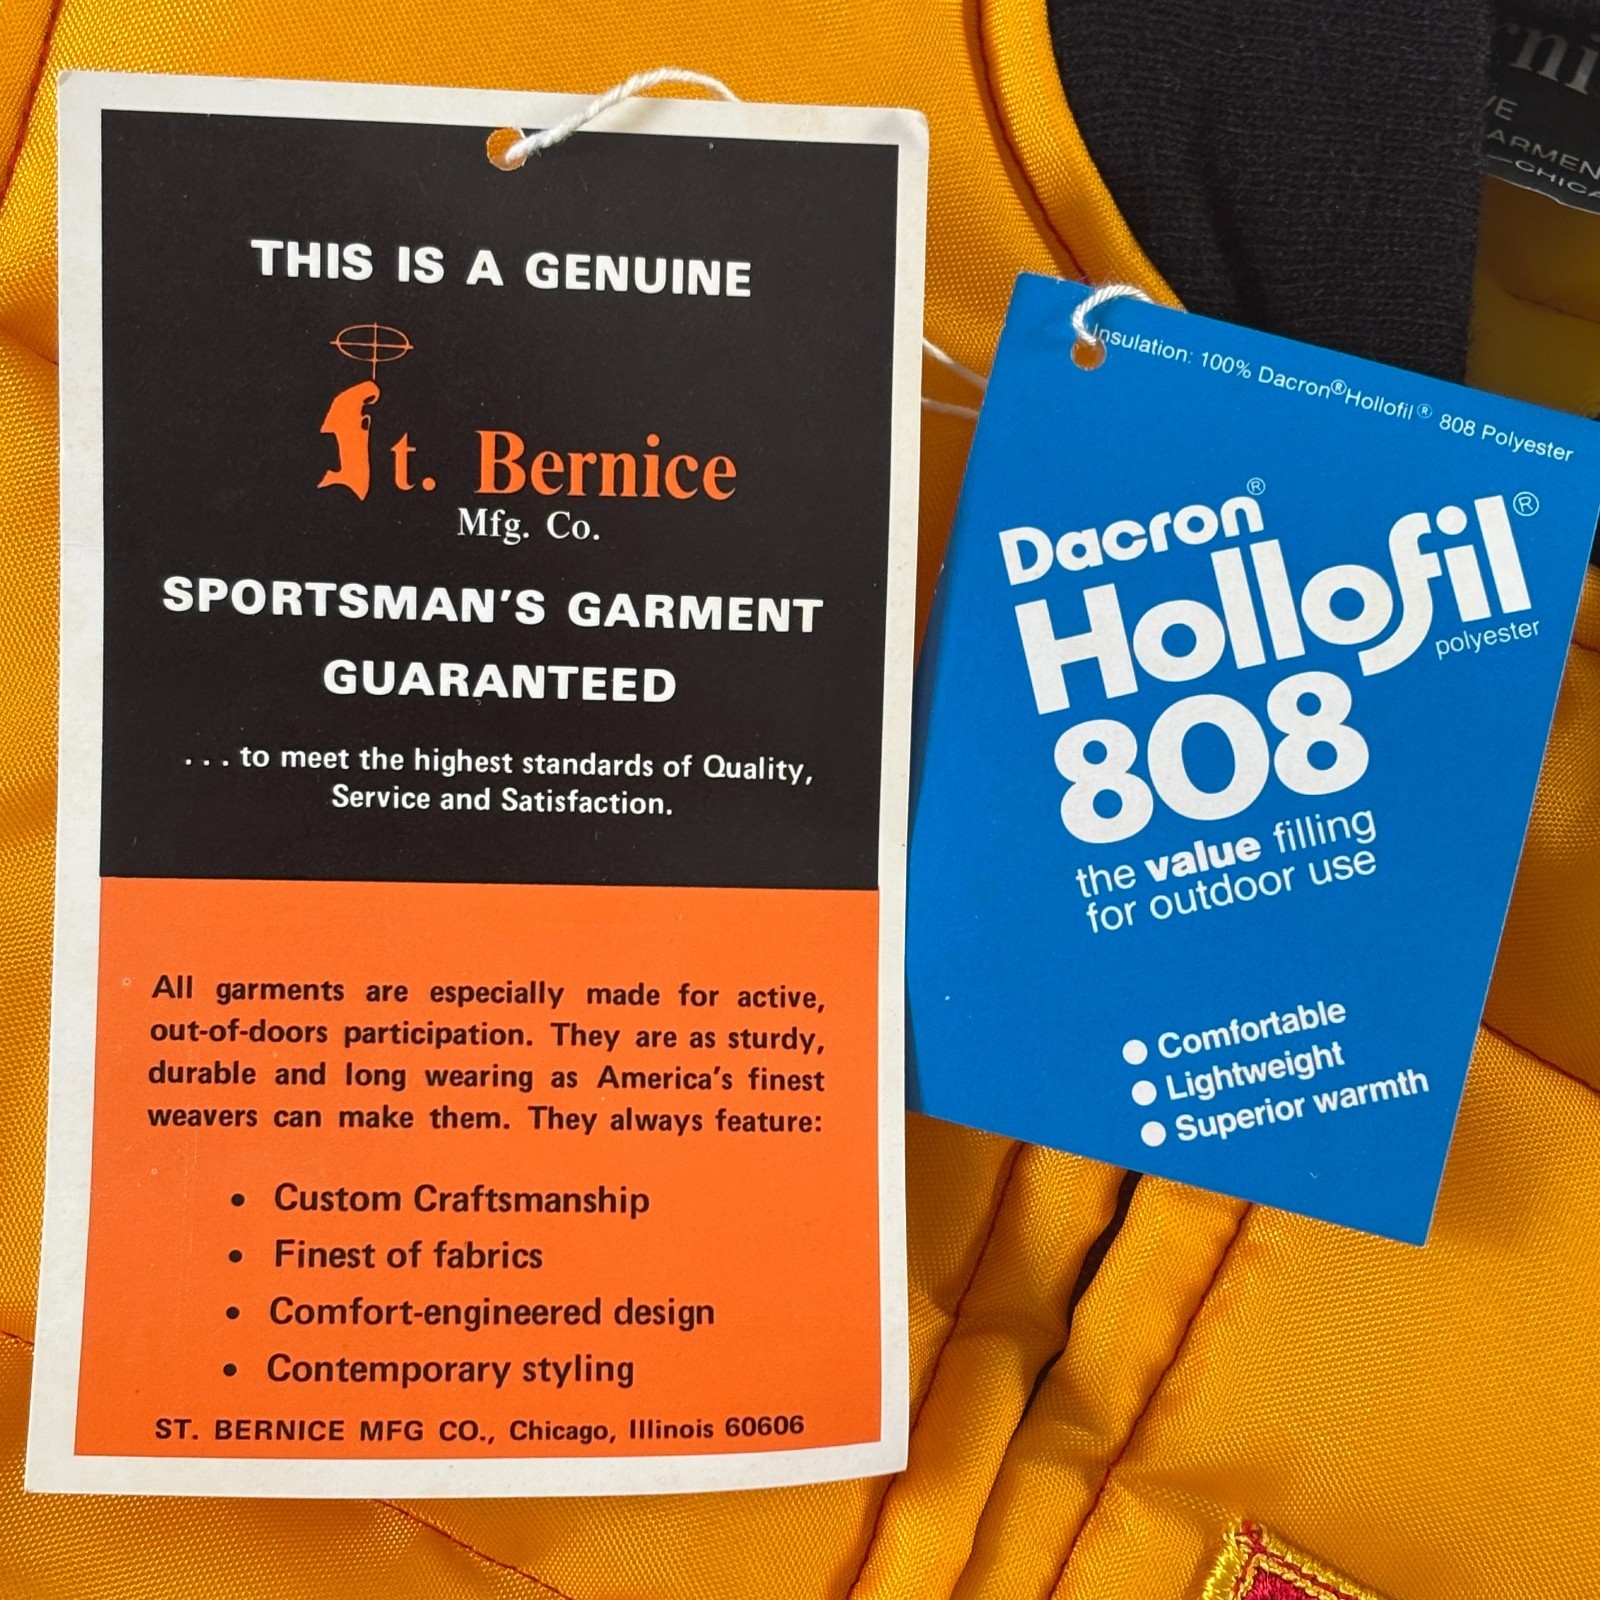 THIS IS A GENUINE
St. Bernice
Mfg. Co.
SPORTSMAN'S GARMENT
GUARANTEED
... to meet the highest standards of Quality,
Service and Satisfaction.
All garments are especially made for active,
out-of-doors participation. They are as sturdy,
durable and long wearing as America's finest
weavers can make them. They always feature:
• Custom Craftsmanship
• Finest of fabrics
• Comfort-engineered design
• Contemporary styling
ST. BERNICE MFG CO., Chicago, Illinois 60606
Insulation: 100% Dacron® Hollofil® 808 Polyester
Dacron®
Hollofil®
polyester
808
the value filling
for outdoor use
● Comfortable
● Lightweight
● Superior warmth